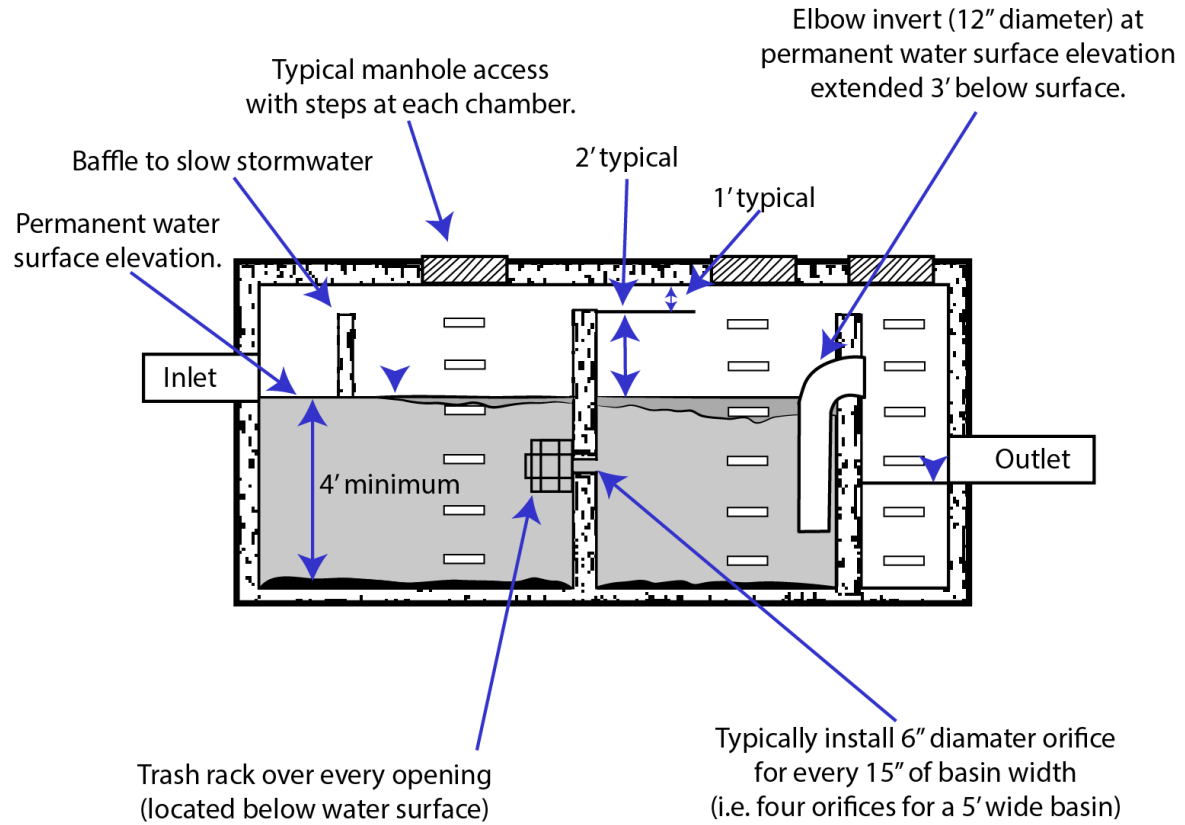 Elbow invert (12” diameter) at
permanent water surface elevation
extended 3’ below surface.
Typical manhole access
with steps at each chamber.
2’ typical
Baffle to slow stormwater
1’ typical
Permanent water
surface elevation.
Inlet
Outlet
4’ minimum
Typically install 6” diamater orifice
for every 15” of basin width
(i.e. four orifices for a 5’ wide basin)
Trash rack over every opening
(located below water surface)